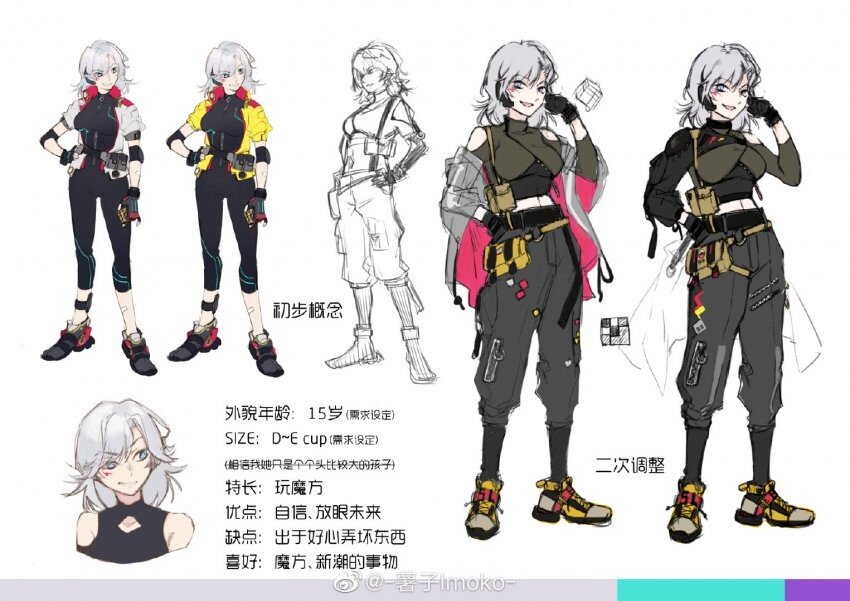 初步概念
二次调整
外貌年龄：15岁(需求设定)
SIZE：D~E cup(需求设定)
(相信我她只是个个头比较大的孩子)
特长：玩魔方
优点：自信、放眼未来
缺点：出于好心弄坏东西
喜好：魔方、新潮的事物
@-薯子Imoko-